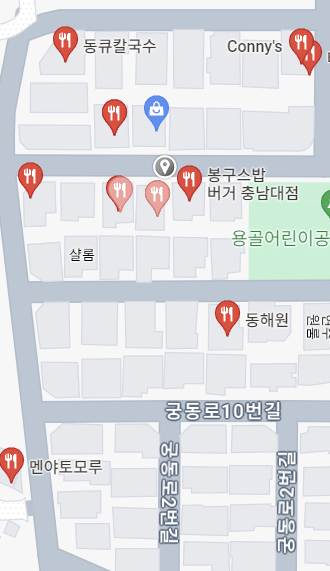 동큐칼국수
Conny's
봉구스밥
버거 충남대점
용골어린이공
샬롬
동해원
원룸
궁동로10번길
멘야토모루
궁동로2번길
궁동로2번길